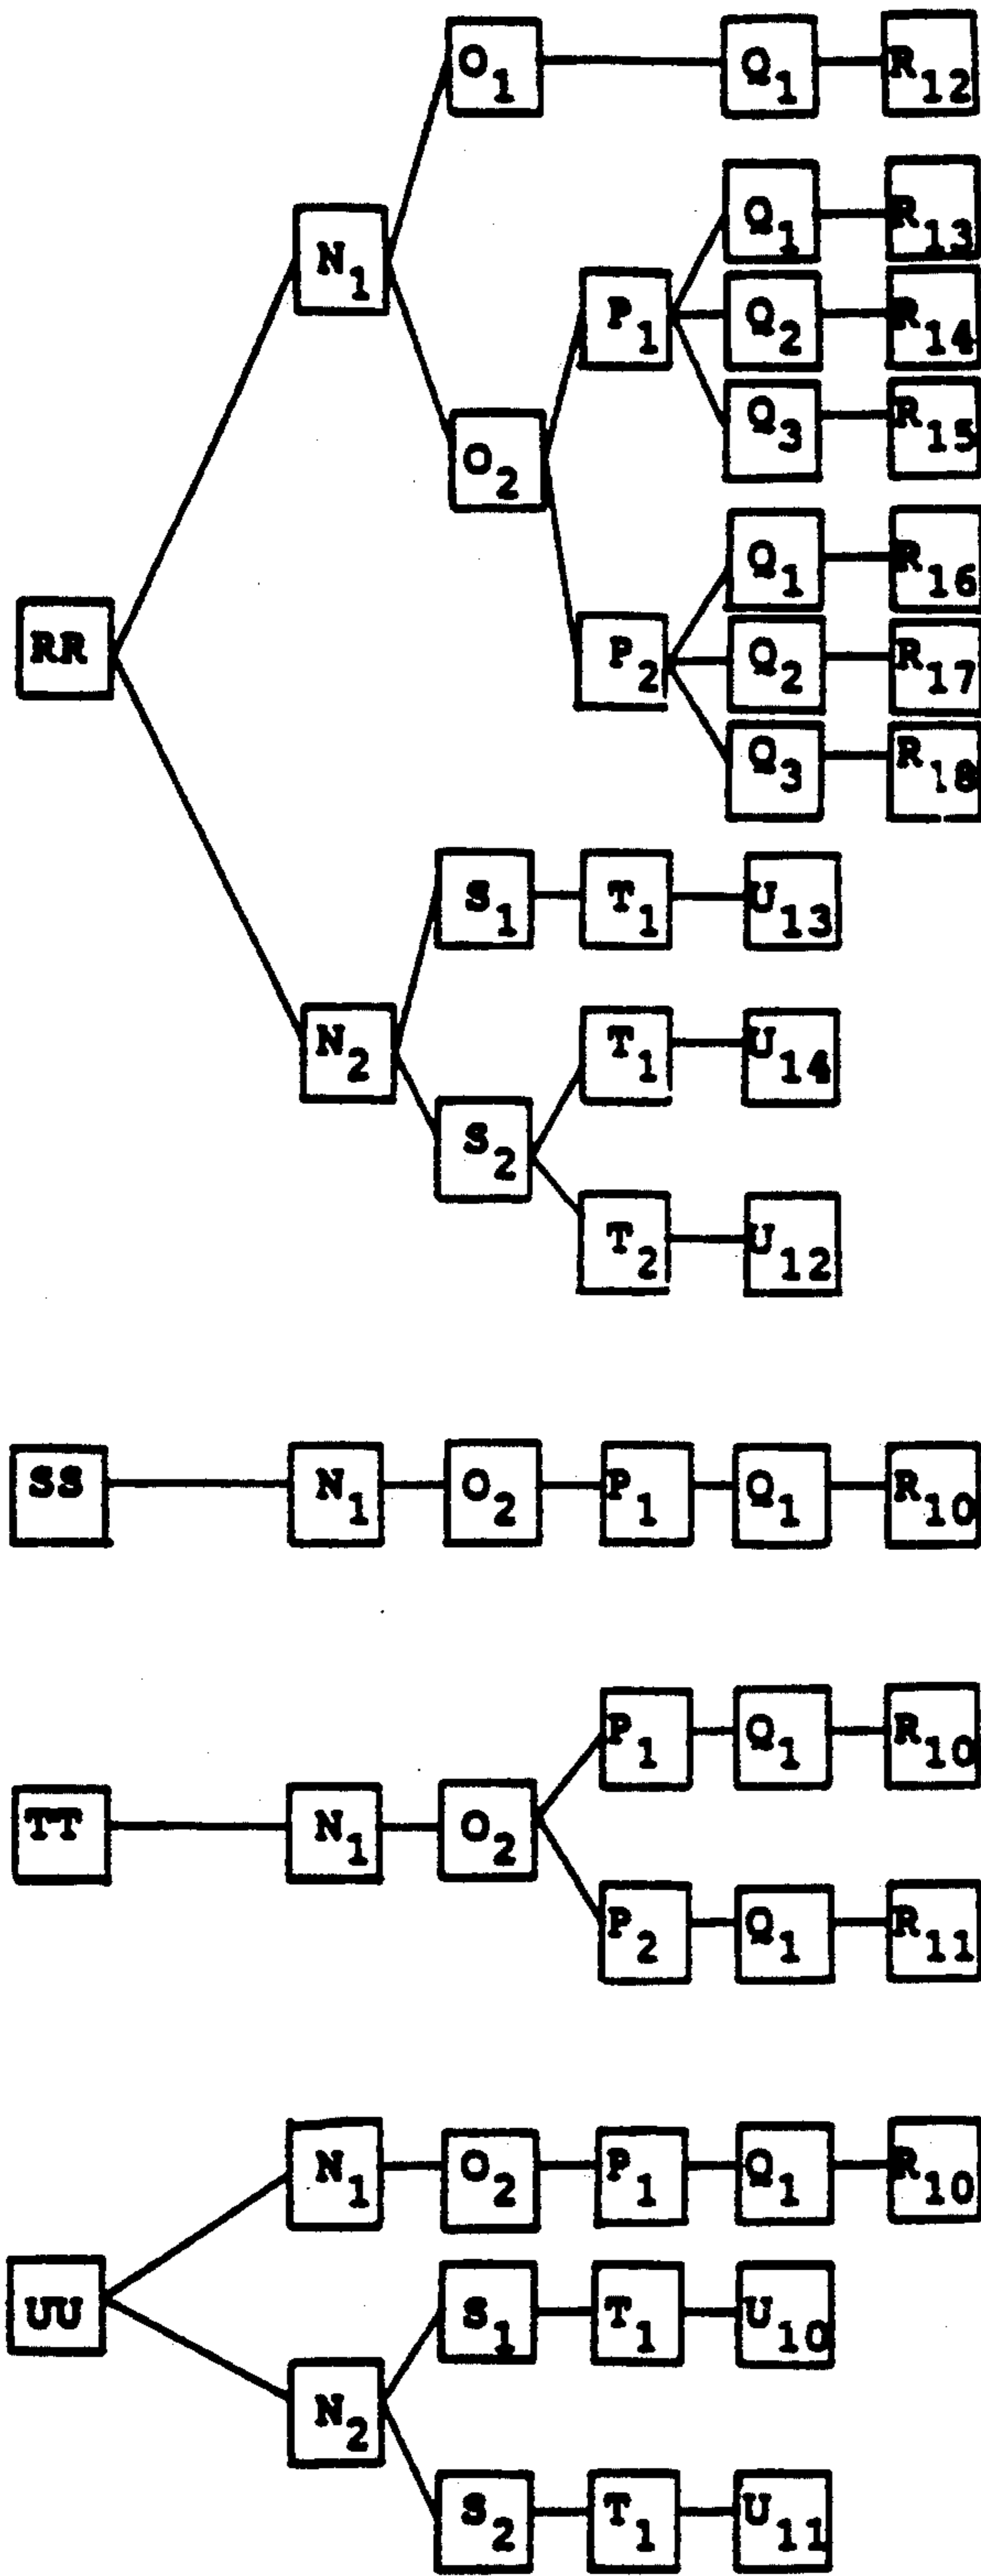 O1 Q1 R12
Q1 R13
N1
P1 Q2 R14
Q3 R15
O2
Q1 R16
RR P2 Q2 R17
Q3 R18
S1 T1 U13
N2 T1 U14
S2
T2 U12
SS N1 O2 P1 Q1 R10
P1 Q1 R10
TT N1 O2
P2 Q1 R11
N1 O2 P1 Q1 R10
UU S1 T1 U10
N2
S2 T1 U11